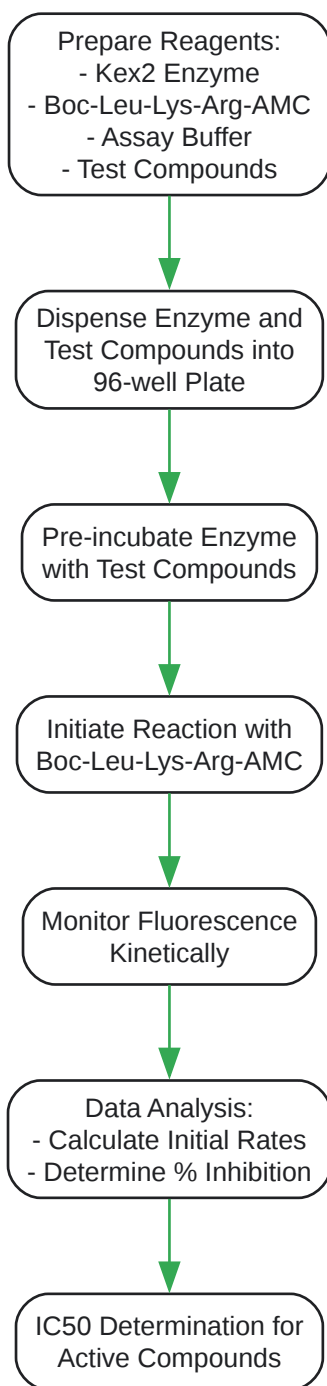 Prepare Reagents:
- Kex2 Enzyme
- Boc-Leu-Lys-Arg-AMC
- Assay Buffer
- Test Compounds
Dispense Enzyme and
Test Compounds into
96-well Plate
Pre-incubate Enzyme
with Test Compounds
Initiate Reaction with
Boc-Leu-Lys-Arg-AMC
Monitor Fluorescence
Kinetically
Data Analysis:
- Calculate Initial Rates
- Determine % Inhibition
IC50 Determination for
Active Compounds